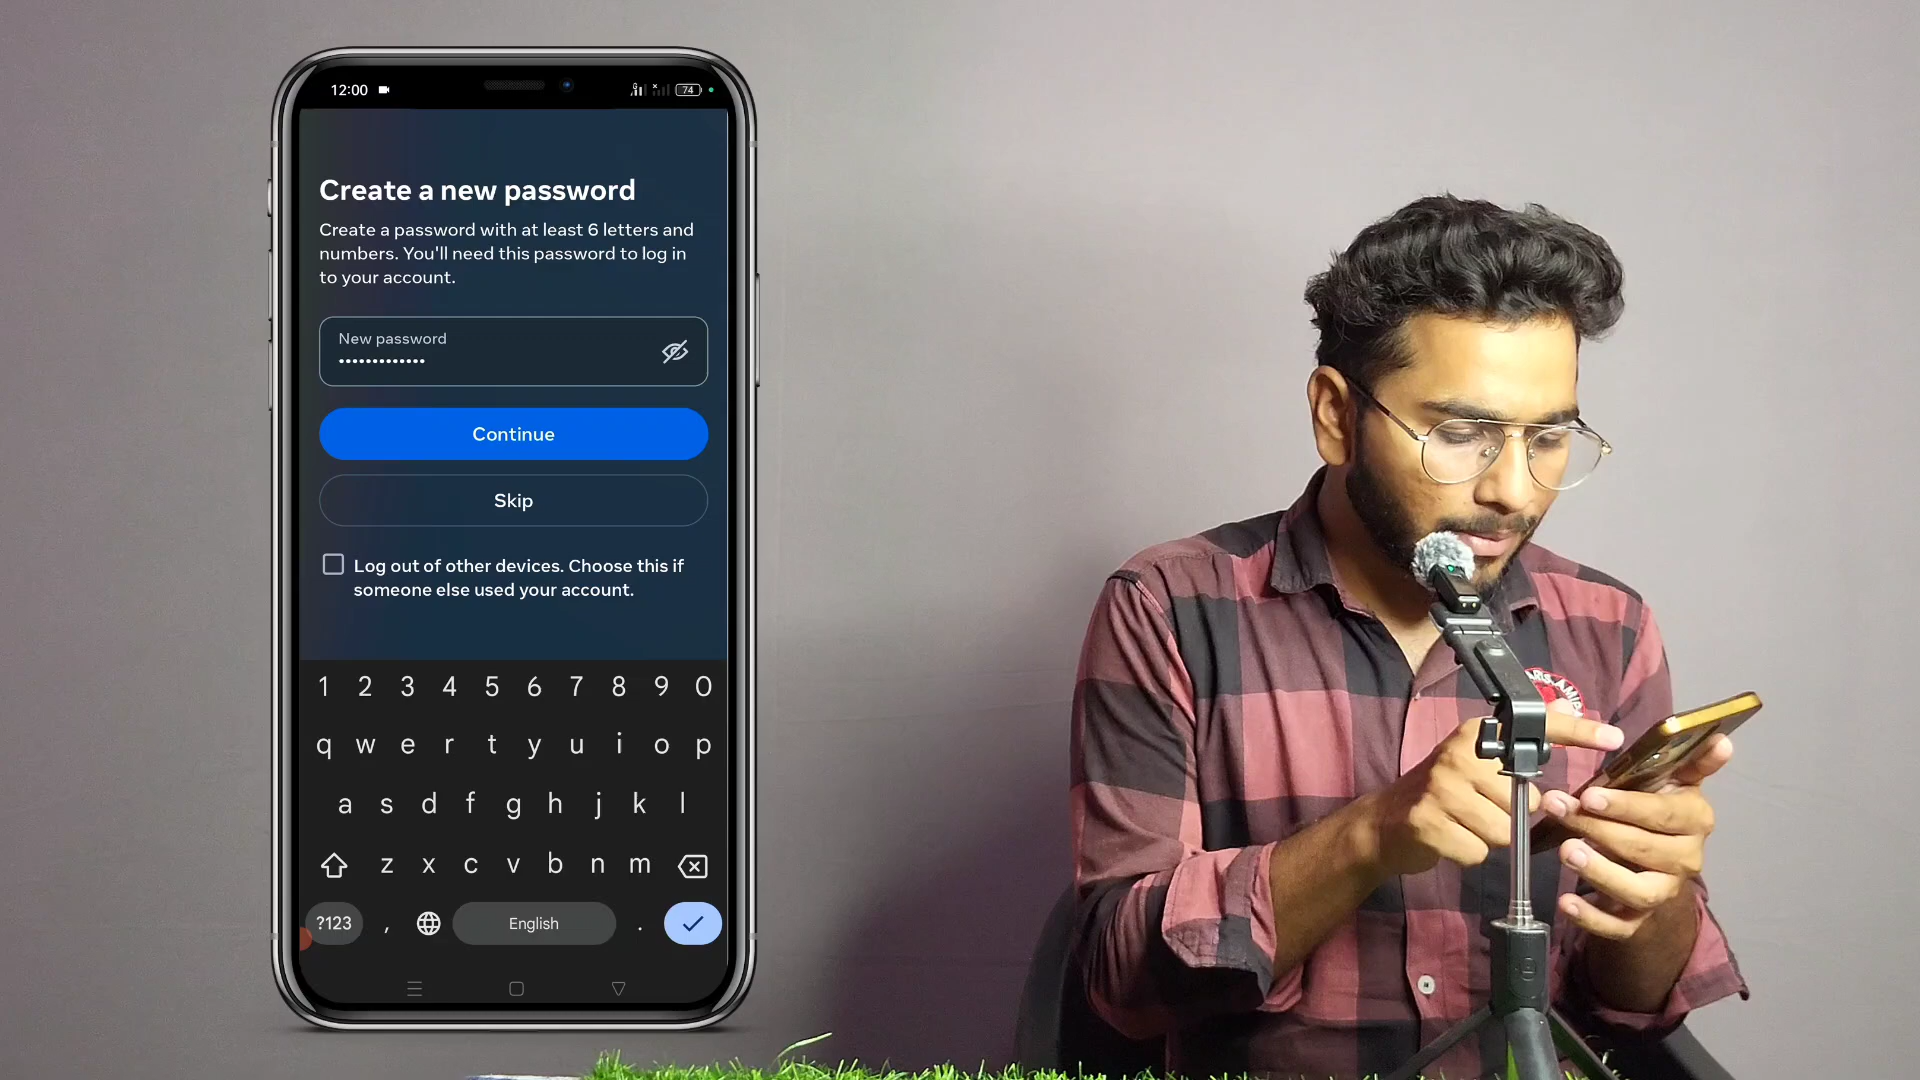 12:00
74
Create a new password
Create a password with at least 6 letters and
numbers. You'll need this password to log in
to your account.
New password
•••••••••••••
Continue
Skip
Log out of other devices. Choose this if
someone else used your account.
1 2 3 4 5 6 7 8 9 0
q w e r t y u i o p
a s d f g h j k l
z x c v b n m
?123 , English .